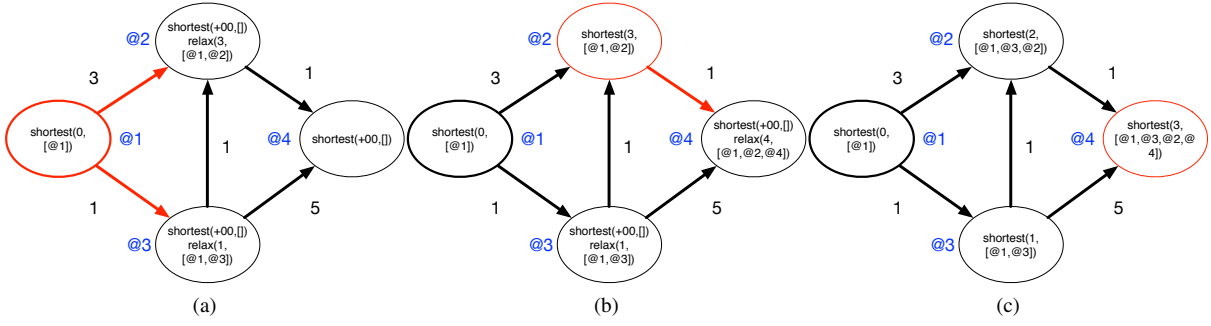 shortest(+00,[])
relax(3,
[@1,@2])
@2
3
1
shortest(0,
[@1])
@1
@4
shortest(+00,[])
1
1
5
@3
shortest(+00,[])
relax(1,
[@1,@3])
(a)
shortest(3,
[@1,@2])
@2
3
1
shortest(0,
[@1])
@1
@4
shortest(+00,[])
relax(4,
[@1,@2,@4])
1
1
5
@3
shortest(+00,[])
relax(1,
[@1,@3])
(b)
shortest(2,
[@1,@3,@2])
@2
3
1
shortest(0,
[@1])
@1
@4
shortest(3,
[@1,@3,@2,@
4])
1
1
5
@3
shortest(1,
[@1,@3])
(c)